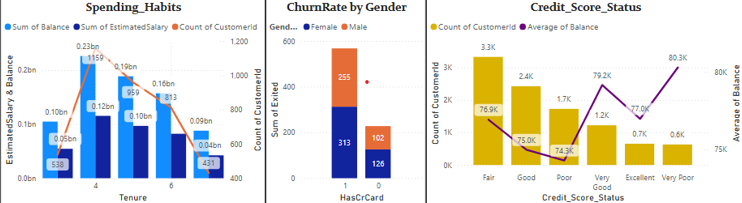 Spending_Habits
Sum of Balance Sum of EstimatedSalary Count of CustomerId
EstimatedSalary & Balance
0.2bn
0.1bn
0.0bn
0.10bn
0.05bn
538
0.23bn
1159
0.12bn
0.19bn
959
0.10bn
0.16bn
813
0.09bn
0.04bn
431
1,200
1,000
800
600
400
Count of CustomerId
4 6
Tenure
ChurnRate by Gender
Gend... Female Male
Sum of Exited
600
400
200
0
255
313
102
126
1 0
HasCrCard
Credit_Score_Status
Count of CustomerId Average of Balance
Count of CustomerId
3K
2K
1K
0K
3.3K
2.4K
1.7K
1.2K
0.7K
0.6K
76.9K
75.0K
74.3K
79.2K
77.0K
80.3K
80K
75K
Average of Balance
Fair Good Poor Very Good Excellent Very Poor
Credit_Score_Status